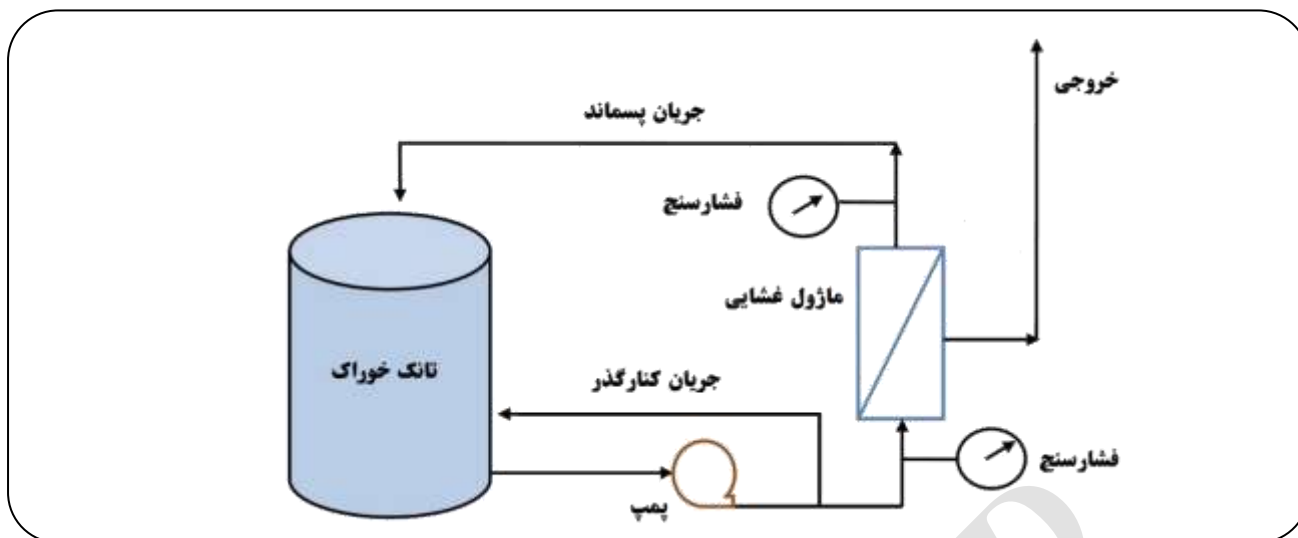 خروجی
جریان پسماند
فشارسنج
ماژول غشایی
تانک خوراک
جریان کنارگذر
فشارسنج
پمپ